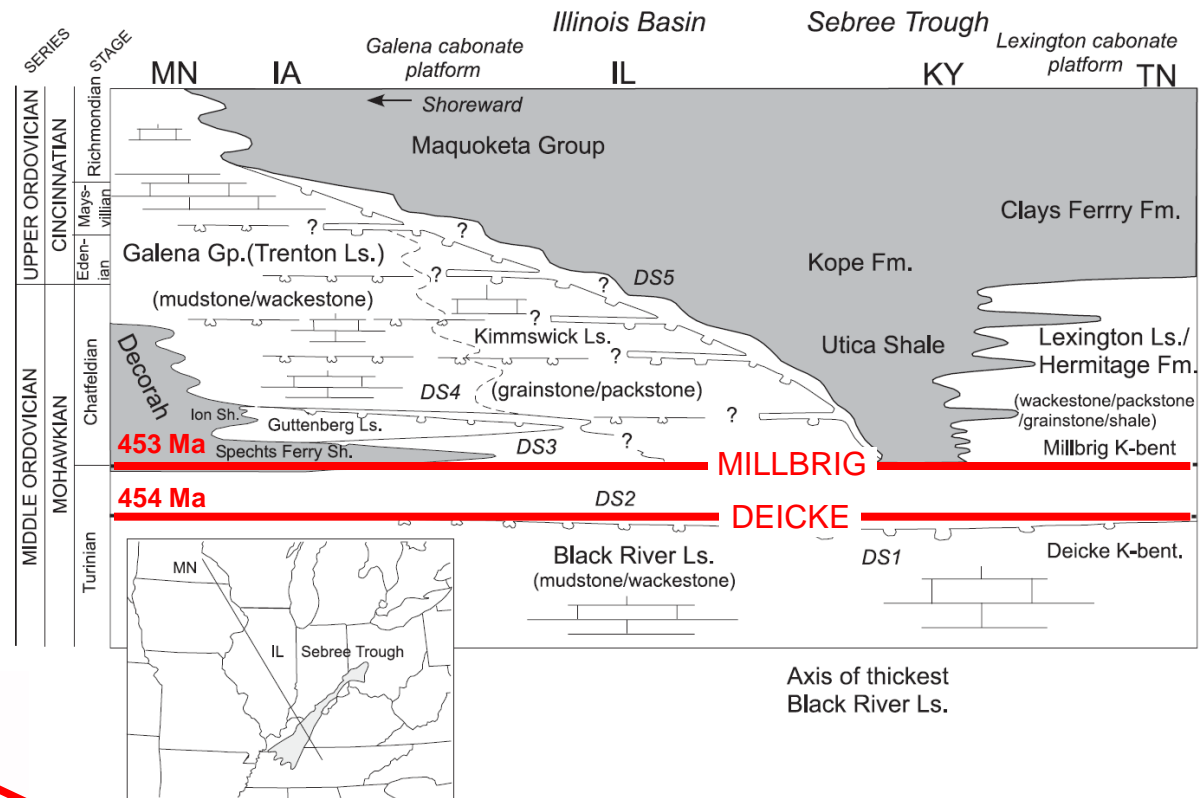 Illinois Basin
Sebree Trough
SERIES
STAGE
Galena cabonate
platform
Lexington cabonate
platform
MN
IA
IL
KY
TN
Shoreward
UPPER ORDOVICIAN
CINCINNATIAN
Richmondian
Mays-
villian
Eden-
ian
MIDDLE ORDOVICIAN
MOHAWKIAN
Chatfeldian
Turinian
Maquoketa Group
Clays Ferrry Fm.
? ?
Galena Gp.(Trenton Ls.)
Kope Fm.
? ? ?
DS5
(mudstone/wackestone)
?
Kimmswick Ls.
Utica Shale
Lexington Ls./
Hermitage Fm.
Decorah
?
DS4
(grainstone/packstone)
(wackestone/packstone
/grainstone/shale)
Ion Sh.
Guttenberg Ls.
?
453 Ma
Spechts Ferry Sh.
DS3
?
Millbrig K-bent
MILLBRIG
454 Ma
DS2
DEICKE
Black River Ls.
(mudstone/wackestone)
DS1
Deicke K-bent.
MN
IL
Sebree Trough
Axis of thickest
Black River Ls.